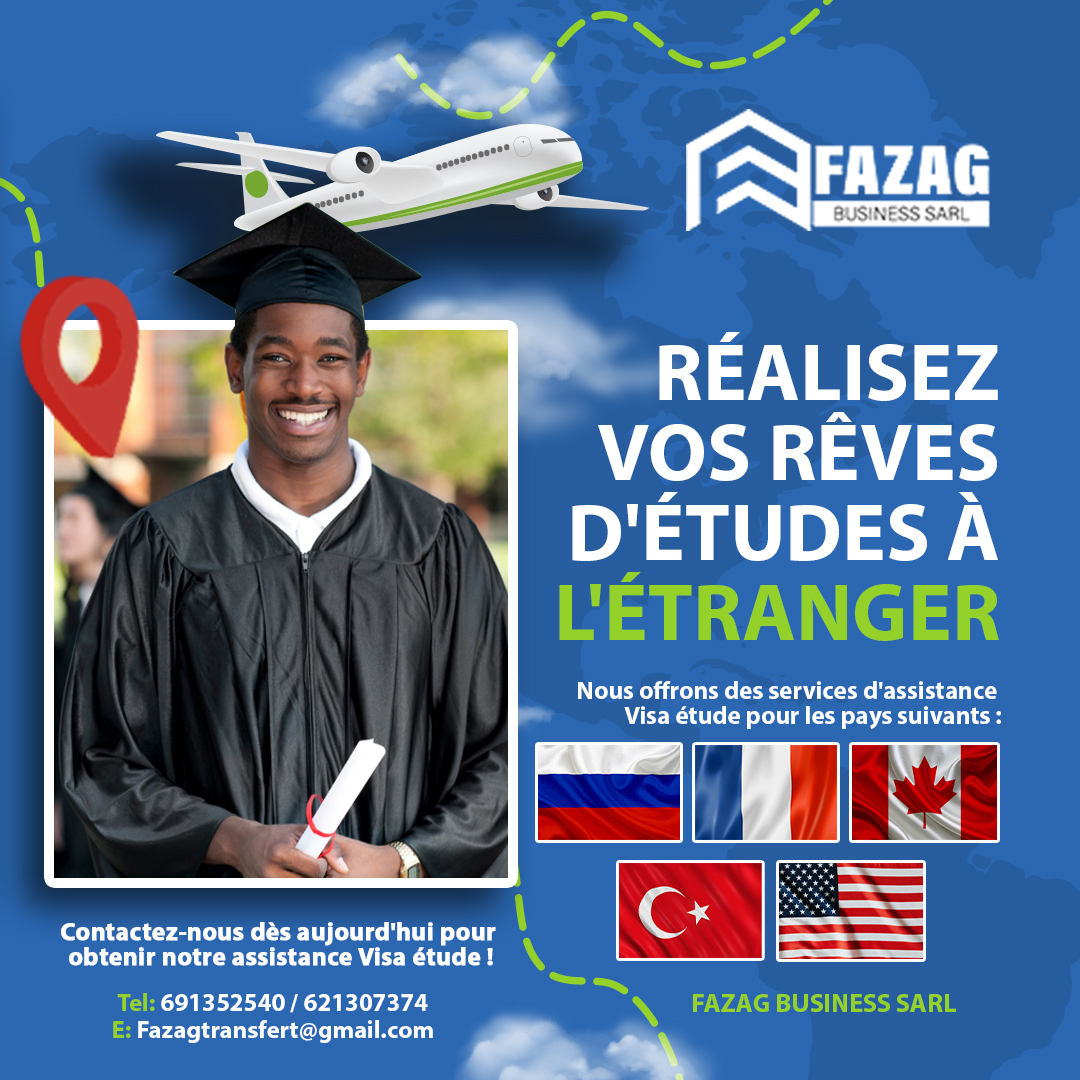 FAZAG
BUSINESS SARL
RÉALISEZ
VOS RÊVES
D'ÉTUDES À
L'ÉTRANGER
Nous offrons des services d'assistance
Visa étude pour les pays suivants :
Contactez-nous dès aujourd'hui pour
obtenir notre assistance Visa étude !
Tel: 691352540 / 621307374
E: Fazagtransfert@gmail.com
FAZAG BUSINESS SARL